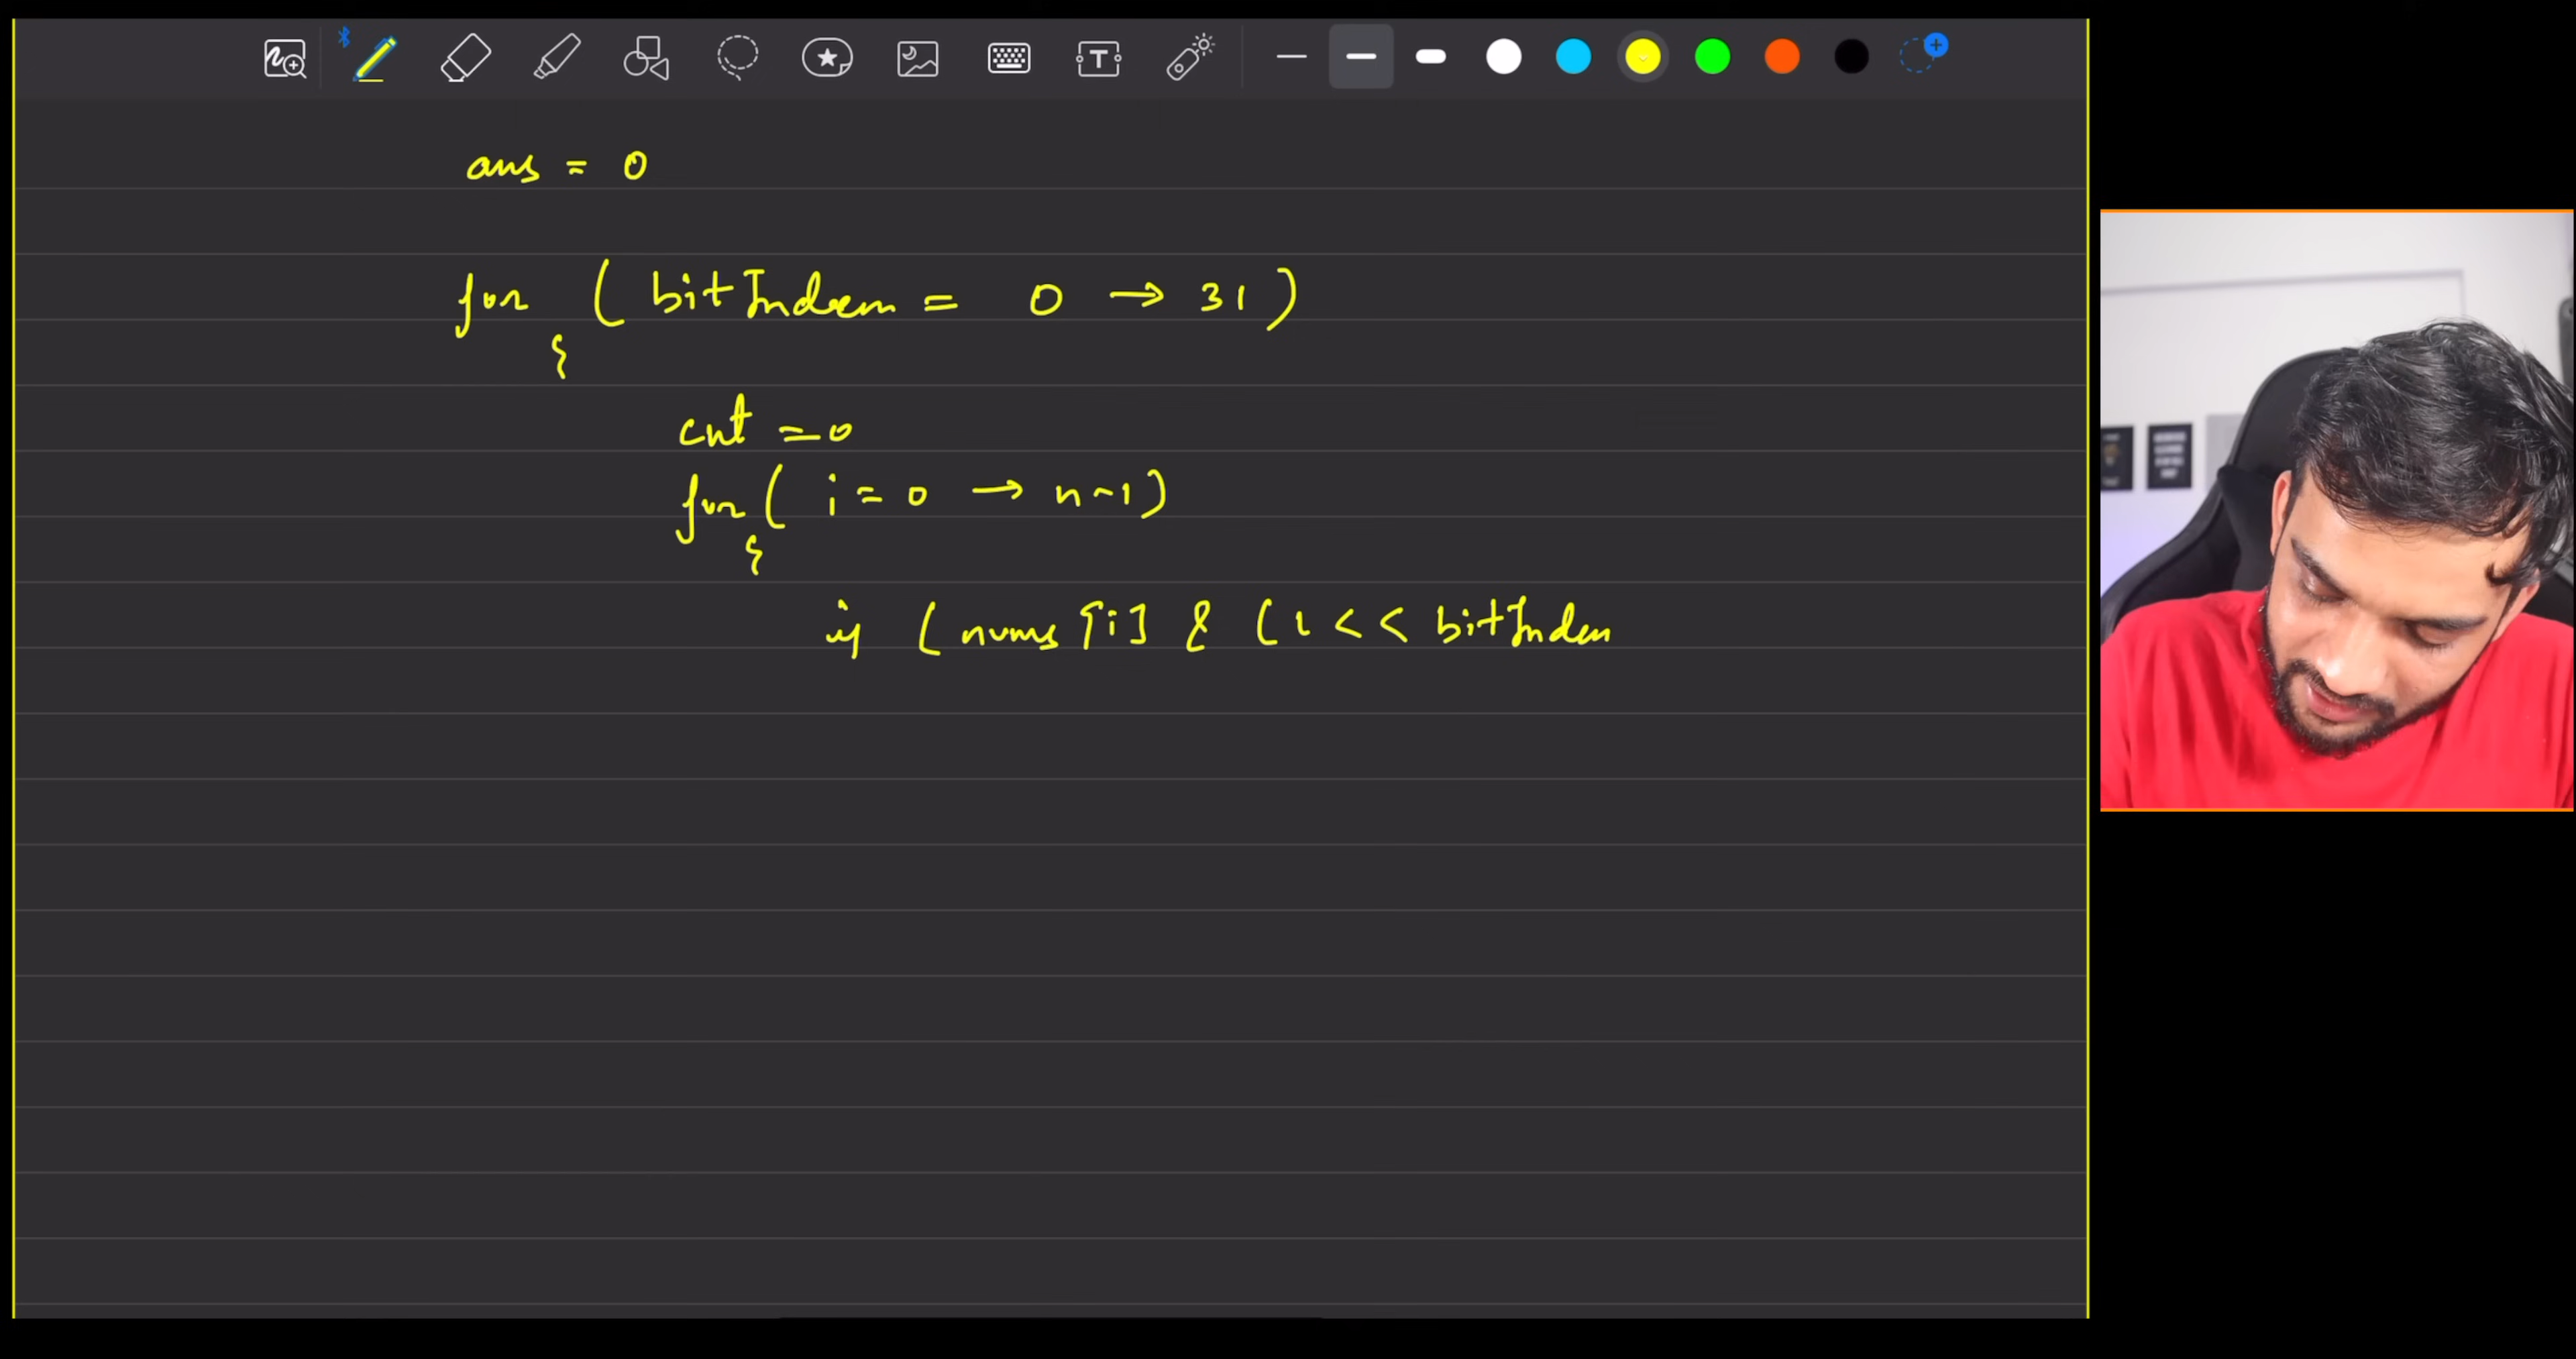 ans = 0
for ( bitIndex = 0 → 31 )
{
cnt = 0
for ( i = 0 → n-1 )
{
if ( nums [i] & ( 1 << bitIndex